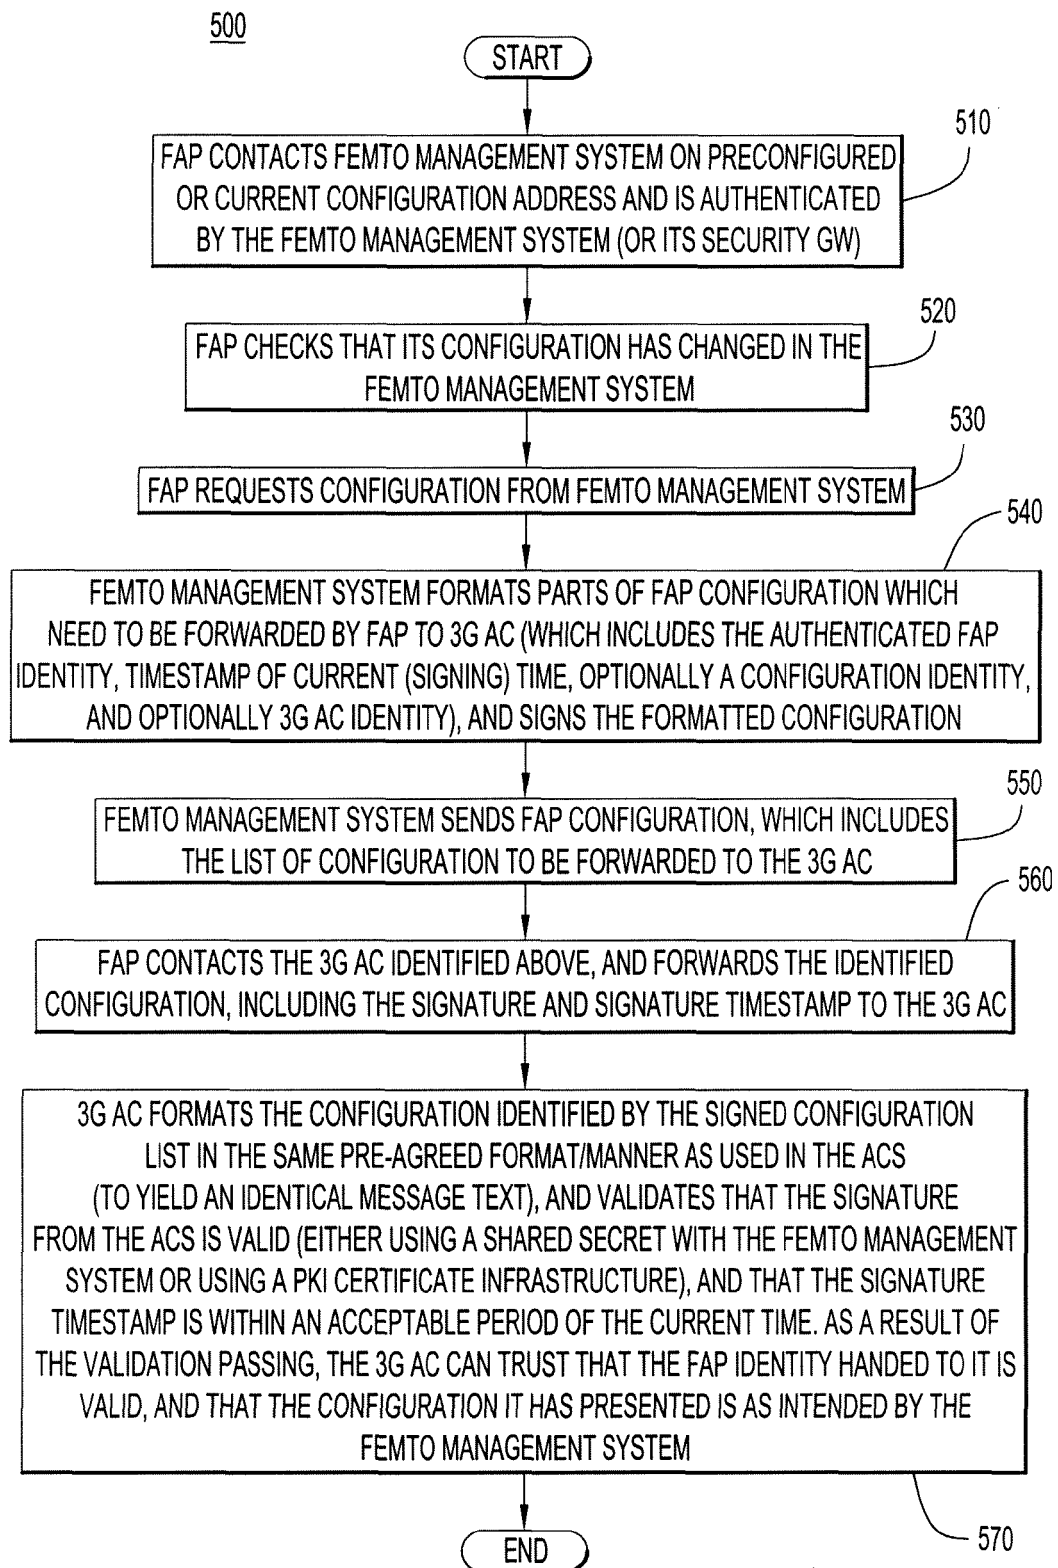 500
START
510
FAP CONTACTS FEMTO MANAGEMENT SYSTEM ON PRECONFIGURED
OR CURRENT CONFIGURATION ADDRESS AND IS AUTHENTICATED
BY THE FEMTO MANAGEMENT SYSTEM (OR ITS SECURITY GW)
520
FAP CHECKS THAT ITS CONFIGURATION HAS CHANGED IN THE
FEMTO MANAGEMENT SYSTEM
530
FAP REQUESTS CONFIGURATION FROM FEMTO MANAGEMENT SYSTEM
540
FEMTO MANAGEMENT SYSTEM FORMATS PARTS OF FAP CONFIGURATION WHICH
NEED TO BE FORWARDED BY FAP TO 3G AC (WHICH INCLUDES THE AUTHENTICATED FAP
IDENTITY, TIMESTAMP OF CURRENT (SIGNING) TIME, OPTIONALLY A CONFIGURATION IDENTITY,
AND OPTIONALLY 3G AC IDENTITY), AND SIGNS THE FORMATTED CONFIGURATION
550
FEMTO MANAGEMENT SYSTEM SENDS FAP CONFIGURATION, WHICH INCLUDES
THE LIST OF CONFIGURATION TO BE FORWARDED TO THE 3G AC
560
FAP CONTACTS THE 3G AC IDENTIFIED ABOVE, AND FORWARDS THE IDENTIFIED
CONFIGURATION, INCLUDING THE SIGNATURE AND SIGNATURE TIMESTAMP TO THE 3G AC
3G AC FORMATS THE CONFIGURATION IDENTIFIED BY THE SIGNED CONFIGURATION
LIST IN THE SAME PRE-AGREED FORMAT/MANNER AS USED IN THE ACS
(TO YIELD AN IDENTICAL MESSAGE TEXT), AND VALIDATES THAT THE SIGNATURE
FROM THE ACS IS VALID (EITHER USING A SHARED SECRET WITH THE FEMTO MANAGEMENT
SYSTEM OR USING A PKI CERTIFICATE INFRASTRUCTURE), AND THAT THE SIGNATURE
TIMESTAMP IS WITHIN AN ACCEPTABLE PERIOD OF THE CURRENT TIME. AS A RESULT OF
THE VALIDATION PASSING, THE 3G AC CAN TRUST THAT THE FAP IDENTITY HANDED TO IT IS
VALID, AND THAT THE CONFIGURATION IT HAS PRESENTED IS AS INTENDED BY THE
FEMTO MANAGEMENT SYSTEM
570
END